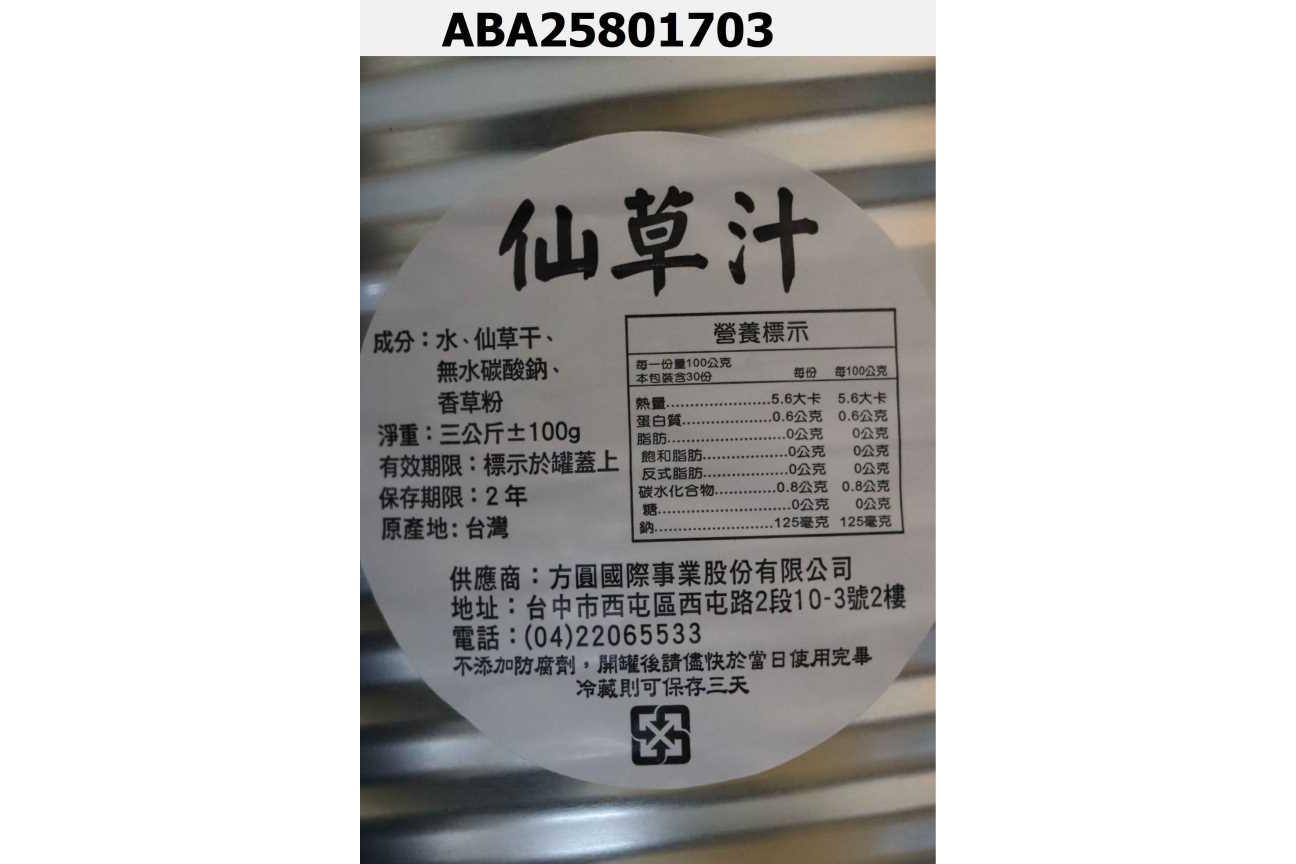 ABA25801703
仙草汁
成分：水、仙草干、
無水碳酸鈉、
香草粉
淨重：三公斤±100g
有效期限：標示於罐蓋上
保存期限：2年
原產地：台灣
營養標示
每一份量100公克
本包裝含30份 每份 每100公克
熱量....................5.6大卡 5.6大卡
蛋白質.................0.6公克 0.6公克
脂肪......................0公克 0公克
飽和脂肪................0公克 0公克
反式脂肪................0公克 0公克
碳水化合物............0.8公克 0.8公克
糖.........................0公克 0公克
鈉.......................125毫克 125毫克
供應商：方圓國際事業股份有限公司
地址：台中市西屯區西屯路2段10-3號2樓
電話：(04)22065533
不添加防腐劑，開罐後請儘快於當日使用完畢
冷藏則可保存三天